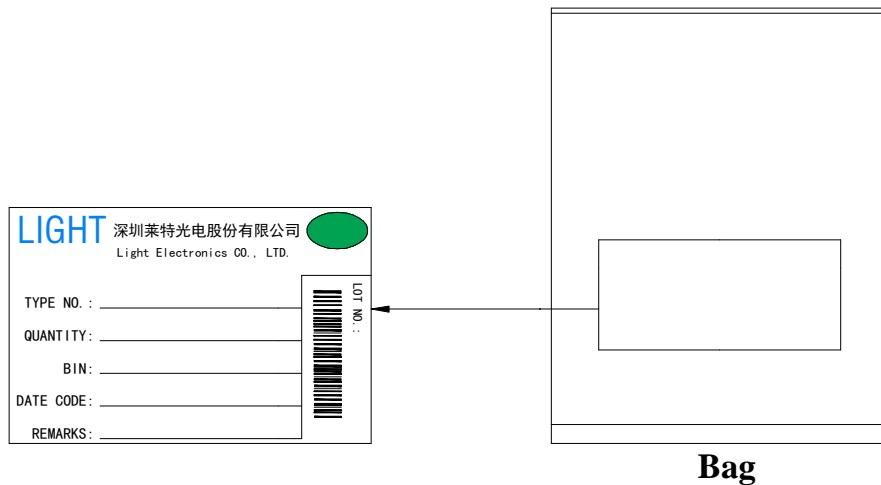 LIGHT 深圳莱特光电股份有限公司
Light Electronics CO., LTD.
LOT NO.:
TYPE NO.:
QUANTITY:
BIN:
DATE CODE:
REMARKS:
Bag